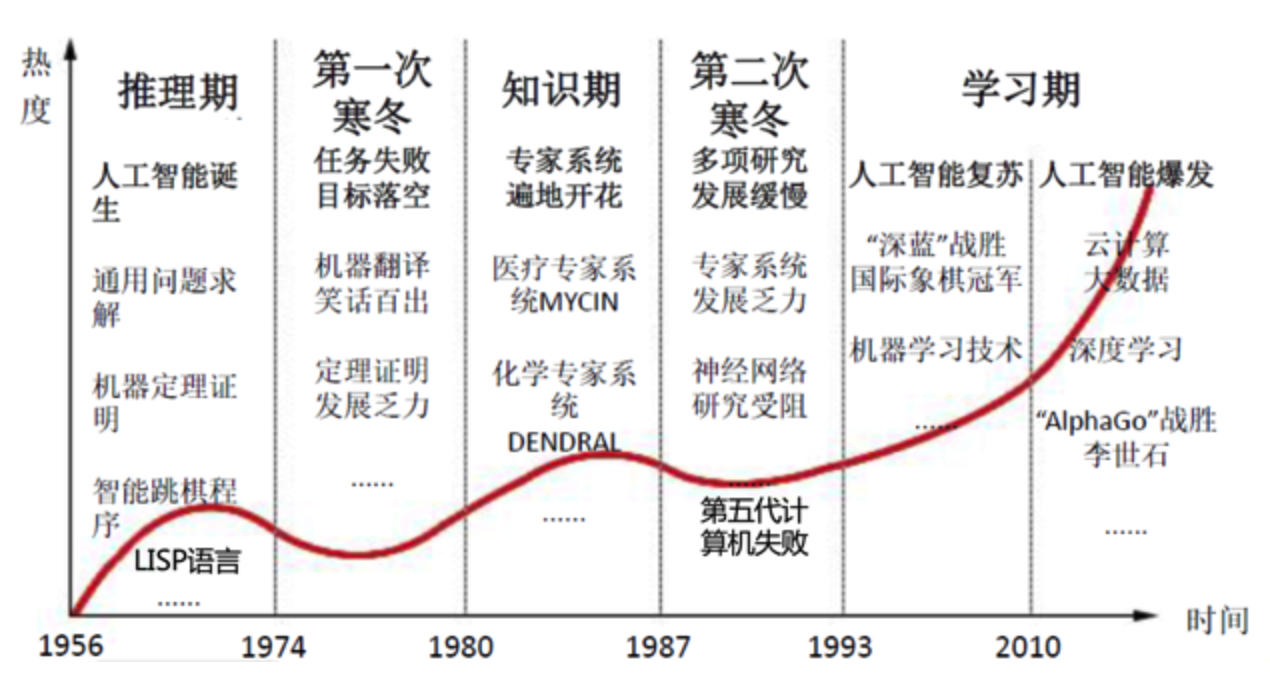 热
度
推理期
人工智能诞
生
通用问题求
解
机器定理证
明
智能跳棋程
序
LISP语言
......
第一次
寒冬
任务失败
目标落空
机器翻译
笑话百出
定理证明
发展乏力
......
知识期
专家系统
遍地开花
医疗专家系
统MYCIN
化学专家系
统
DENDRAL
......
第二次
寒冬
多项研究
发展缓慢
专家系统
发展乏力
神经网络
研究受阻
......
第五代计
算机失败
学习期
人工智能复苏
“深蓝”战胜
国际象棋冠军
机器学习技术
......
人工智能爆发
云计算
大数据
深度学习
“AlphaGo”战胜
李世石
......
时间
1956
1974
1980
1987
1993
2010